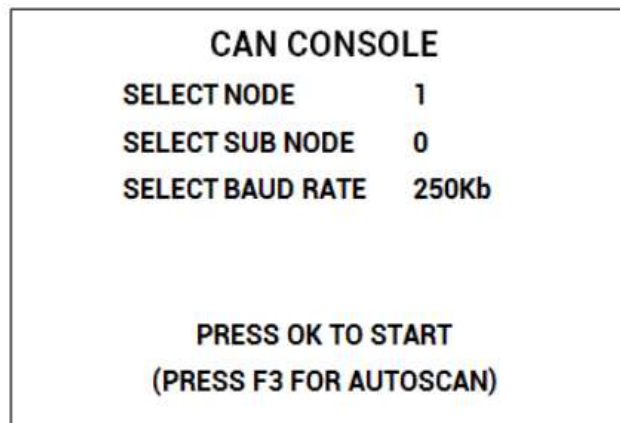 CAN CONSOLE
SELECT NODE 1
SELECT SUB NODE 0
SELECT BAUD RATE 250Kb
PRESS OK TO START
(PRESS F3 FOR AUTOSCAN)